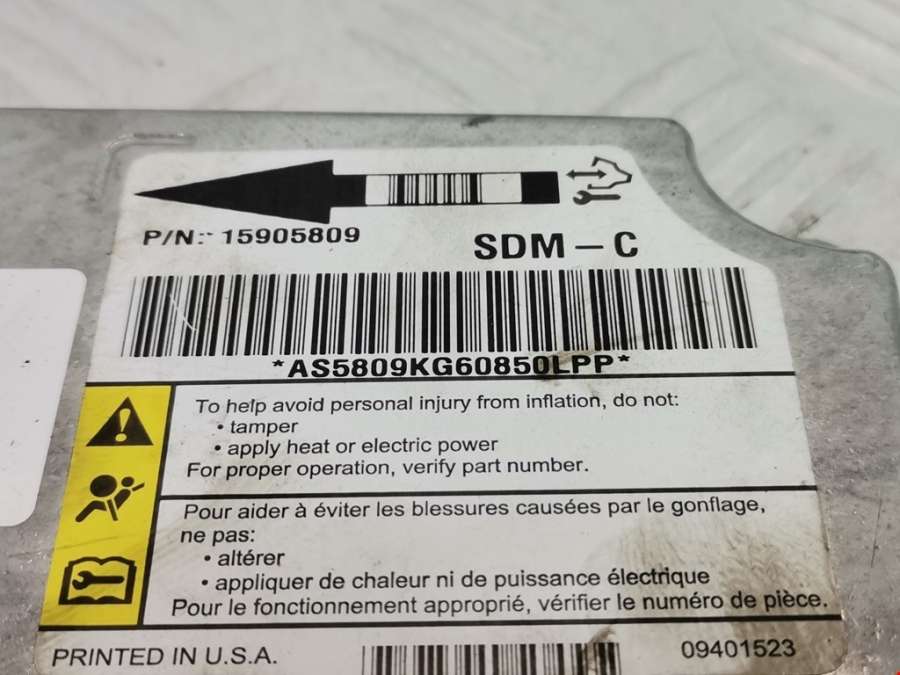 P/N: 15905809
SDM – C
*AS5809KG60850LPP*
To help avoid personal injury from inflation, do not:
• tamper
• apply heat or electric power
For proper operation, verify part number.
Pour aider à éviter les blessures causées par le gonflage,
ne pas:
• altérer
• appliquer de chaleur ni de puissance électrique
Pour le fonctionnement approprié, vérifier le numéro de pièce.
PRINTED IN U.S.A.
09401523